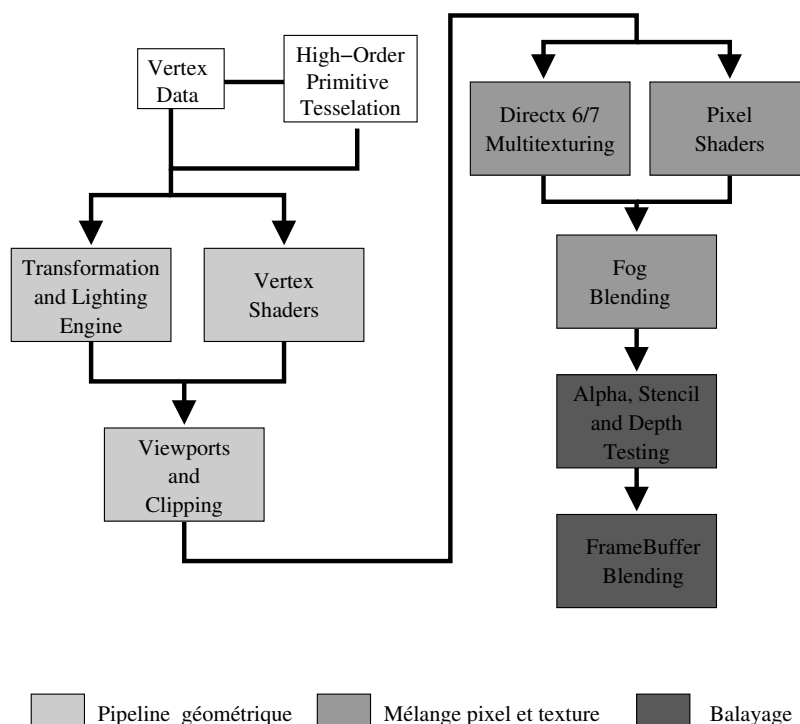 Vertex
Data
High-Order
Primitive
Tesselation
Transformation
and Lighting
Engine
Vertex
Shaders
Viewports
and
Clipping
Directx 6/7
Multitexturing
Pixel
Shaders
Fog
Blending
Alpha, Stencil
and Depth
Testing
FrameBuffer
Blending
Pipeline géométrique
Mélange pixel et texture
Balayage